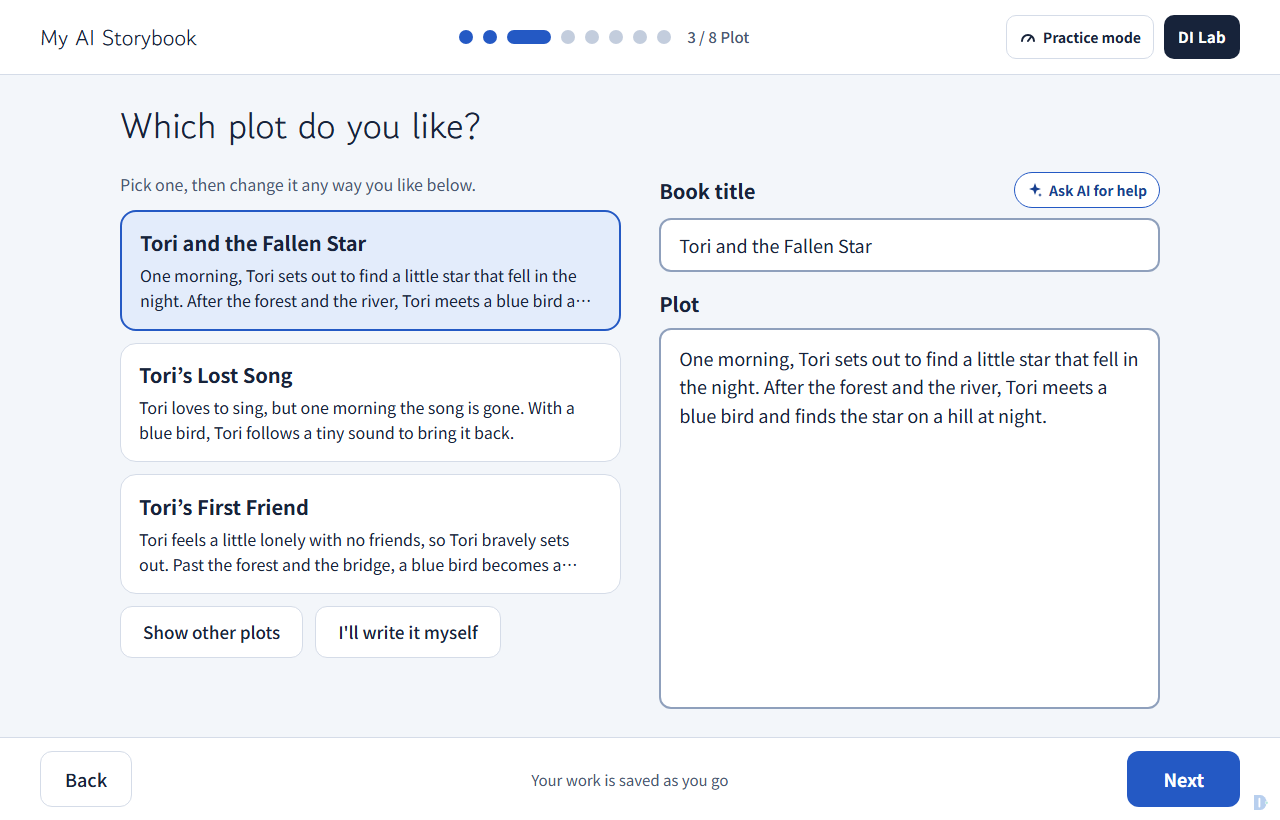 My AI Storybook
3 / 8 Plot
Practice mode
DI Lab
Which plot do you like?
Pick one, then change it any way you like below.
Tori and the Fallen Star
One morning, Tori sets out to find a little star that fell in the
night. After the forest and the river, Tori meets a blue bird a…
Tori’s Lost Song
Tori loves to sing, but one morning the song is gone. With a
blue bird, Tori follows a tiny sound to bring it back.
Tori’s First Friend
Tori feels a little lonely with no friends, so Tori bravely sets
out. Past the forest and the bridge, a blue bird becomes a…
Show other plots
I'll write it myself
Book title
Ask AI for help
Tori and the Fallen Star
Plot
One morning, Tori sets out to find a little star that fell in
the night. After the forest and the river, Tori meets a
blue bird and finds the star on a hill at night.
Back
Your work is saved as you go
Next